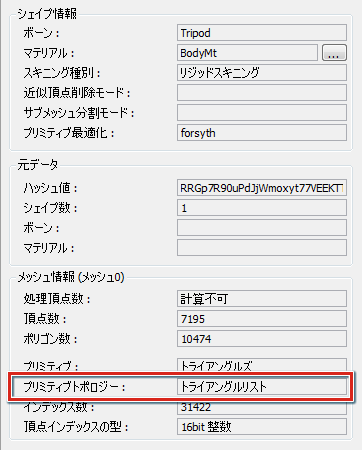 シェイプ情報
ボーン： Tripod
マテリアル： BodyMt ...
スキニング種別： リジッドスキニング
近似頂点削除モード：
サブメッシュ分割モード：
プリミティブ最適化： forsyth
元データ
ハッシュ値： RRGp7R90uPdJjWmoxyt77VEEKT
シェイプ数： 1
ボーン：
マテリアル：
メッシュ情報 (メッシュ0)
処理頂点数： 計算不可
頂点数： 7195
ポリゴン数： 10474
プリミティブ： トライアングルズ
プリミティブトポロジー： トライアングルリスト
インデックス数： 31422
頂点インデックスの型： 16bit 整数